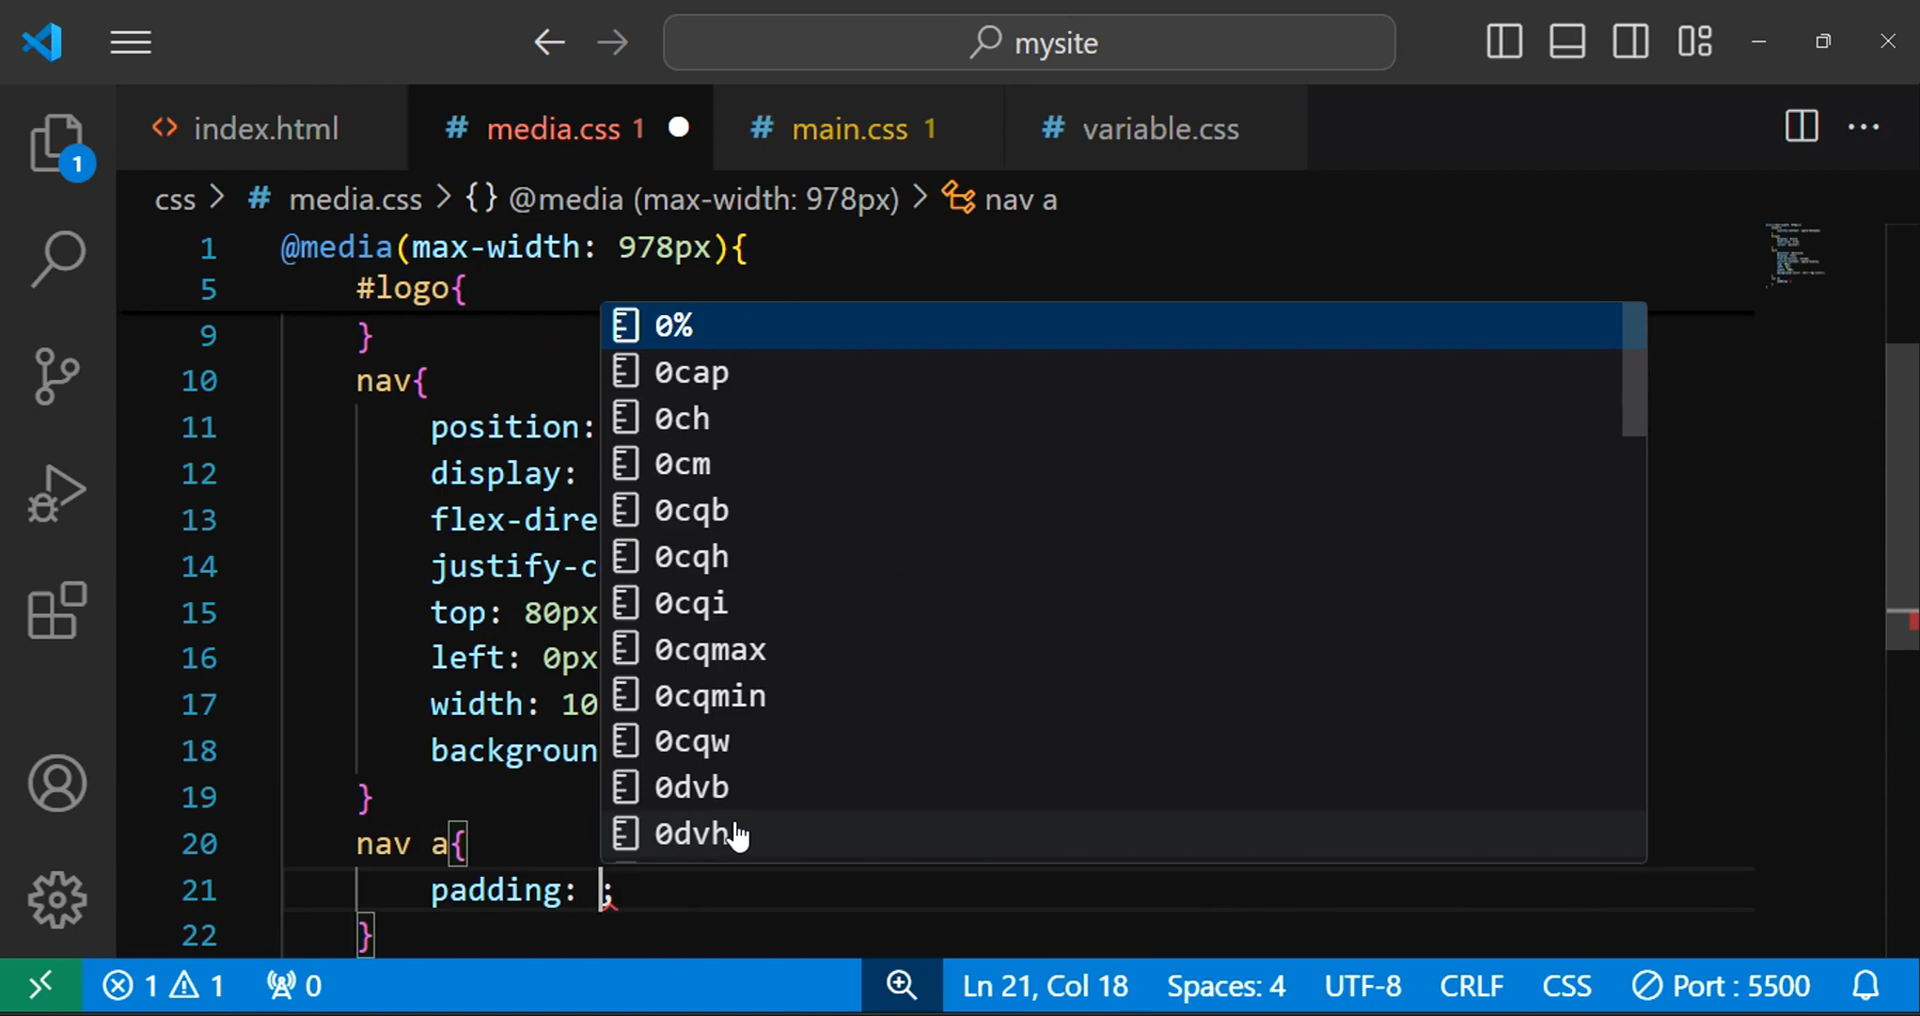 mysite
index.html
media.css 1
main.css 1
variable.css
css > # media.css > {} @media (max-width: 978px) > nav a
1 @media(max-width: 978px){
5 #logo{
9 }
10 nav{
11 position:
12 display:
13 flex-dire
14 justify-c
15 top: 80px
16 left: 0px
17 width: 10
18 backgroun
19 }
20 nav a{
21 padding: ;
22 }
0%
0cap
0ch
0cm
0cqb
0cqh
0cqi
0cqmax
0cqmin
0cqw
0dvb
0dvh
1
1 1 0 Ln 21, Col 18 Spaces: 4 UTF-8 CRLF CSS Port : 5500